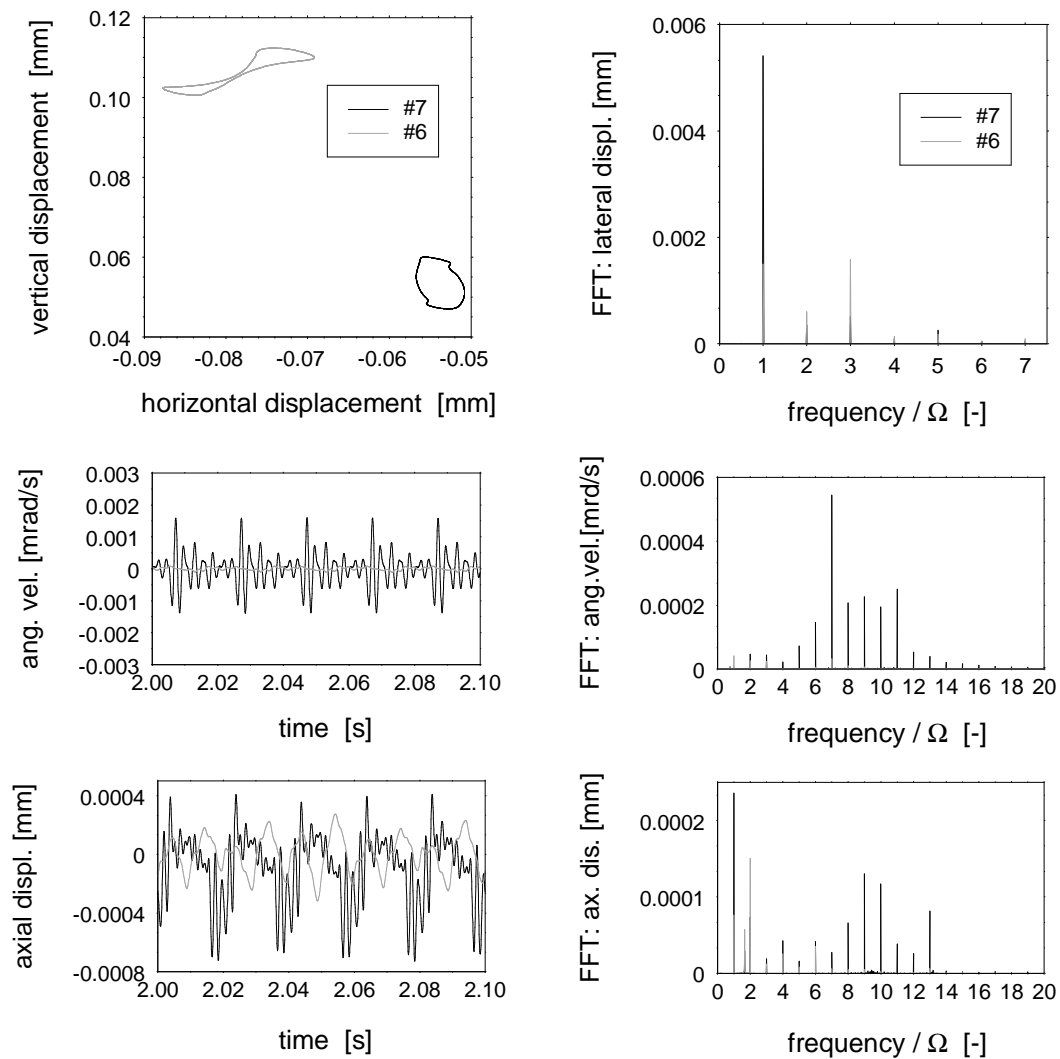 vertical displacement [mm]
0.12
0.10
0.08
0.06
0.04
#7
#6
-0.09 -0.08 -0.07 -0.06 -0.05
horizontal displacement [mm]
FFT: lateral displ. [mm]
0.006
0.004
0.002
0
#7
#6
0 1 2 3 4 5 6 7
frequency / Ω [-]
ang. vel. [mrad/s]
0.003
0.002
0.001
0
-0.001
-0.002
-0.003
2.00 2.02 2.04 2.06 2.08 2.10
time [s]
FFT: ang.vel.[mrd/s]
0.0006
0.0004
0.0002
0
0 2 4 6 8 10 12 14 16 18 20
frequency / Ω [-]
axial displ. [mm]
0.0004
0
-0.0004
-0.0008
2.00 2.02 2.04 2.06 2.08 2.10
time [s]
FFT: ax. dis. [mm]
0.0002
0.0001
0
0 2 4 6 8 10 12 14 16 18 20
frequency / Ω [-]